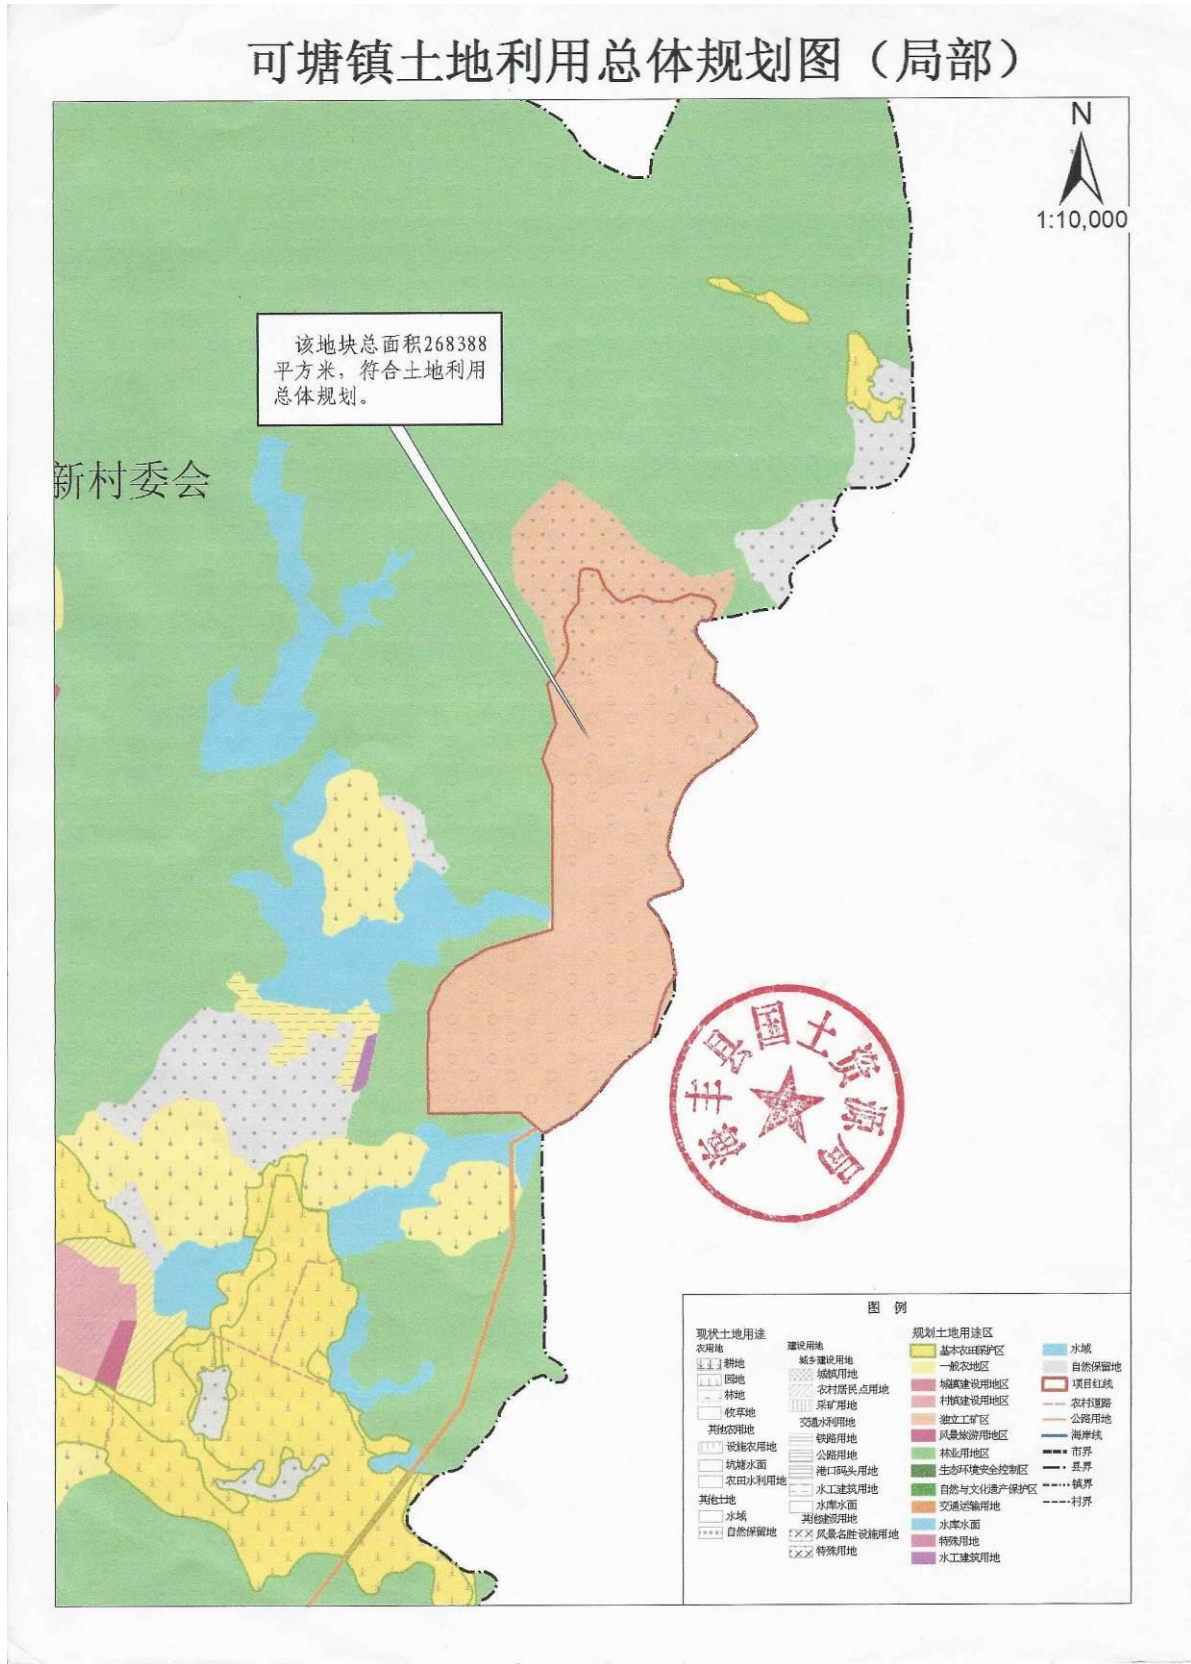 可塘镇土地利用总体规划图（局部）
N
1:10,000
该地块总面积268388
平方米，符合土地利用
总体规划。
新村委会
海丰县国土资源局
图 例
现状土地用途
农用地
耕地
园地
林地
牧草地
其他农用地
设施农用地
坑塘水面
农田水利用地
其他土地
水域
自然保留地
建设用地
城乡建设用地
城镇用地
农村居民点用地
采矿用地
交通水利用地
铁路用地
公路用地
港口码头用地
水工建筑用地
水库水面
其他建设用地
风景名胜设施用地
特殊用地
规划土地用途区
基本农田保护区
一般农地区
城镇建设用地区
村镇建设用地区
独立工矿区
风景旅游用地区
林业用地区
生态环境安全控制区
自然与文化遗产保护区
交通运输用地
水库水面
特殊用地
水工建筑用地
水域
自然保留地
项目红线
农村道路
公路用地
海岸线
市界
县界
镇界
村界